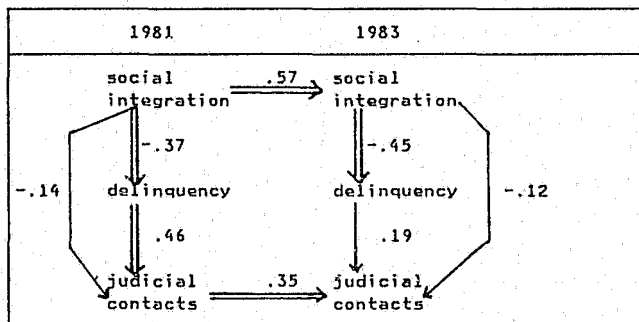 1981 1983
social .57 social
integration integration
-.37 -.45
-.14 delinquency delinquency -.12
.46 .19
judicial .35 judicial
contacts contacts